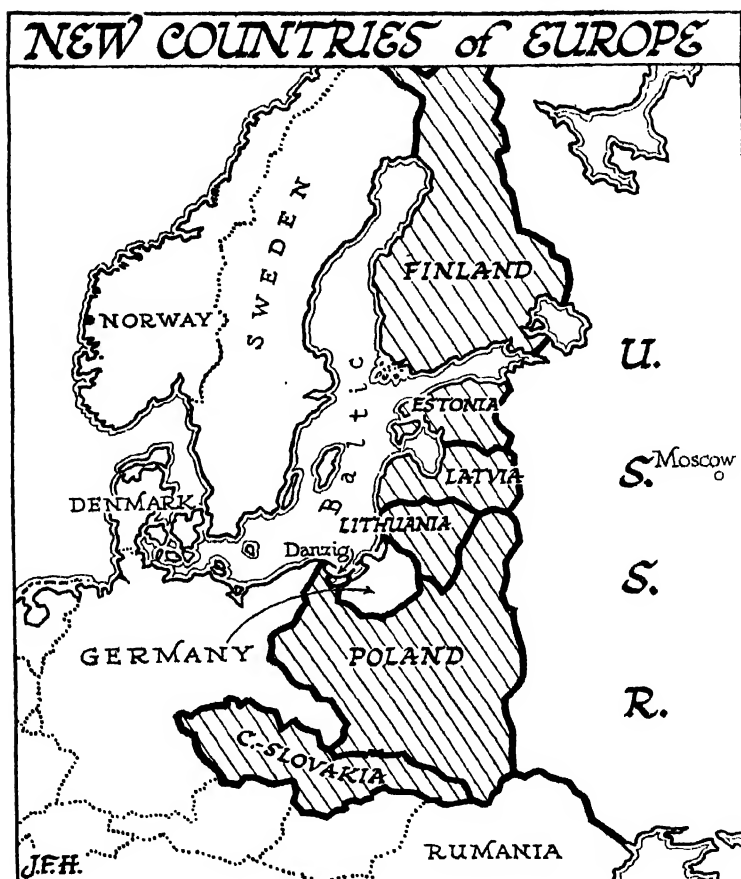 NEW COUNTRIES of EUROPE
SWEDEN
FINLAND
NORWAY
U.
Baltic
ESTONIA
S.
Moscow
LATVIA
DENMARK
LITHUANIA
Danzig
S.
GERMANY
POLAND
R.
C.-SLOVAKIA
RUMANIA
J.F.H.